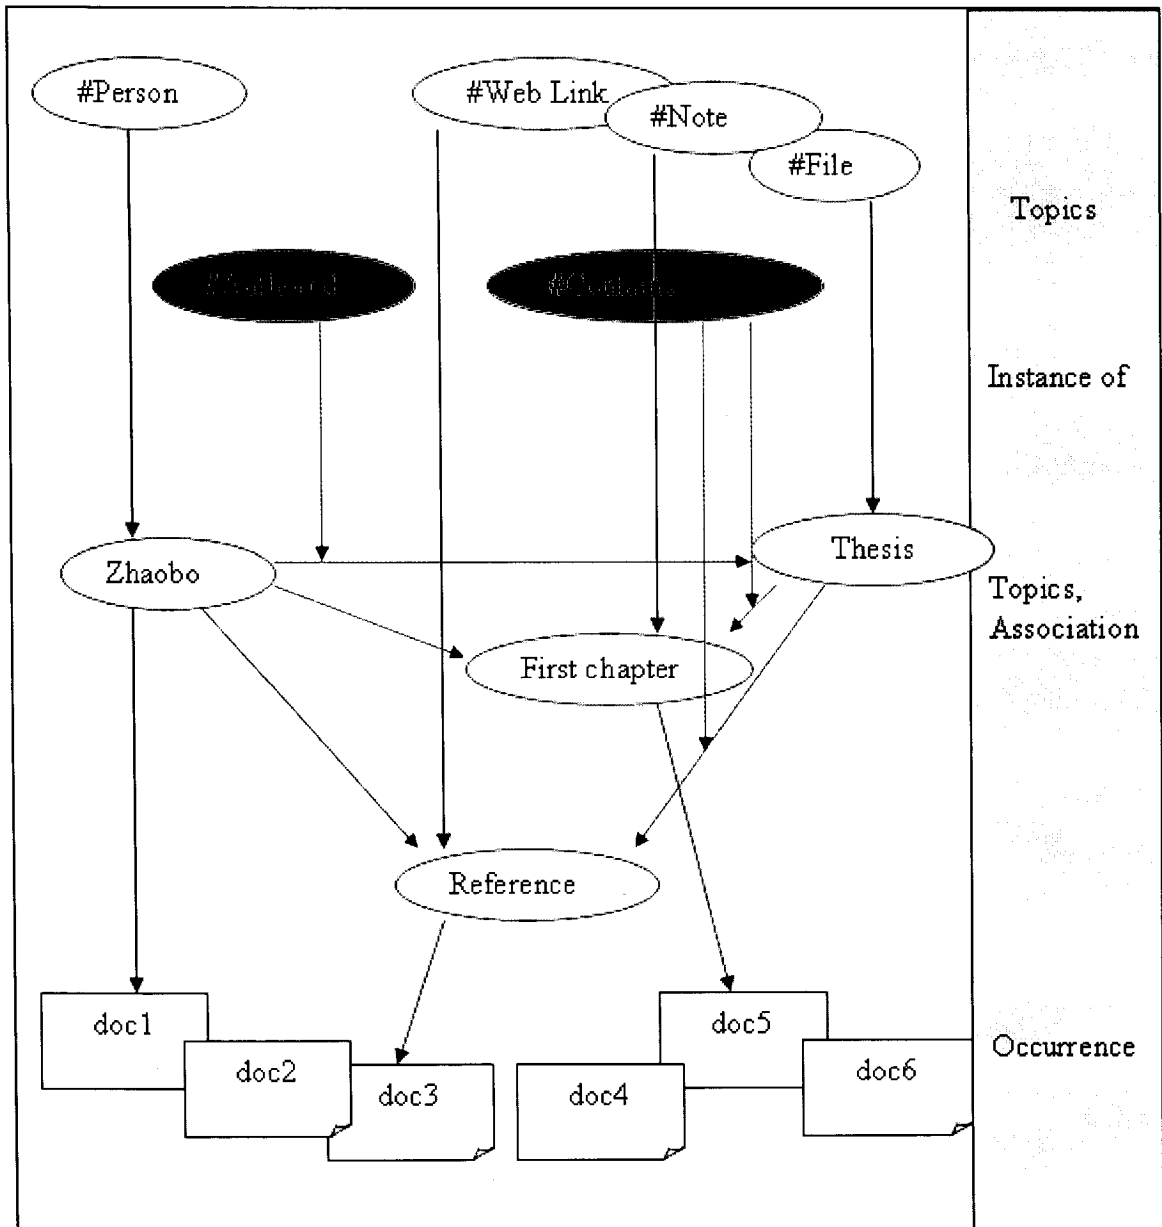 #Person
#Web Link
#Note
#File
Topics
Instance of
Zhaobo
Thesis
Topics,
Association
First chapter
Reference
doc1
doc2
doc3
doc4
doc5
doc6
Occurrence